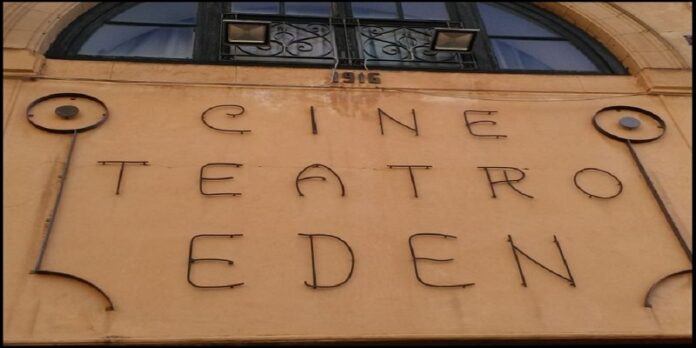 1916
CINE
TEATRO
EDEN